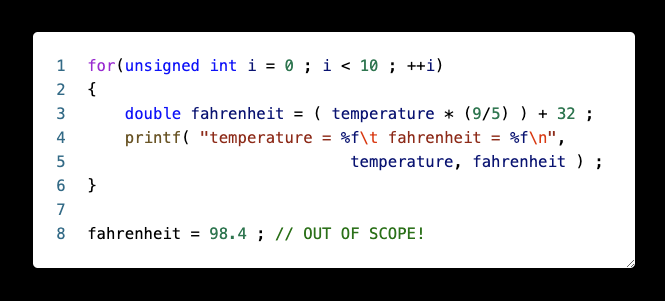 1 for(unsigned int i = 0 ; i < 10 ; ++i)
2 {
3     double fahrenheit = ( temperature * (9/5) ) + 32 ;
4     printf( "temperature = %f\t fahrenheit = %f\n",
5                            temperature, fahrenheit ) ;
6 }
7
8 fahrenheit = 98.4 ; // OUT OF SCOPE!